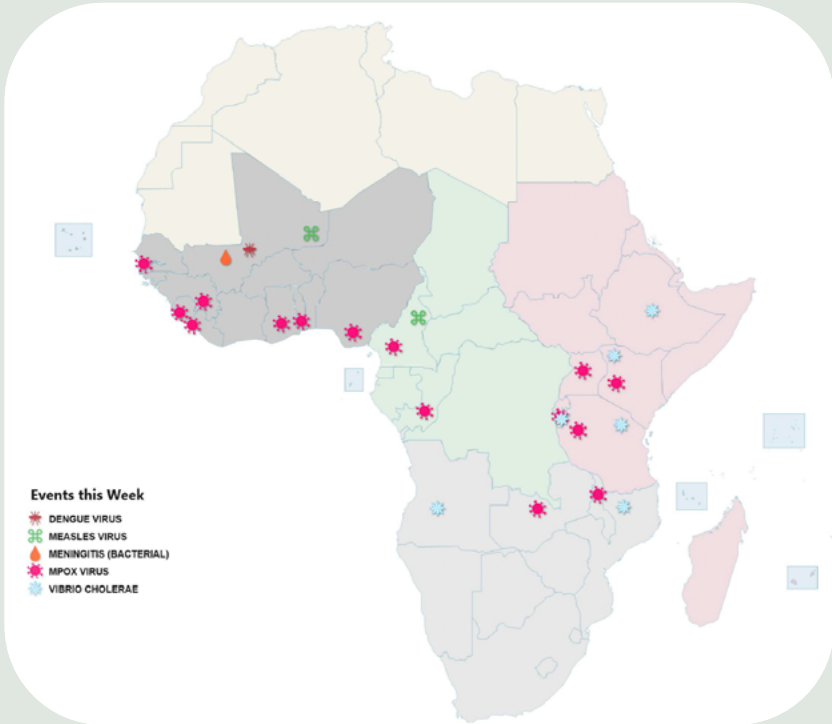 Events this Week
DENGUE VIRUS
MEASLES VIRUS
MENINGITIS (BACTERIAL)
MPOX VIRUS
VIBRIO CHOLERAE